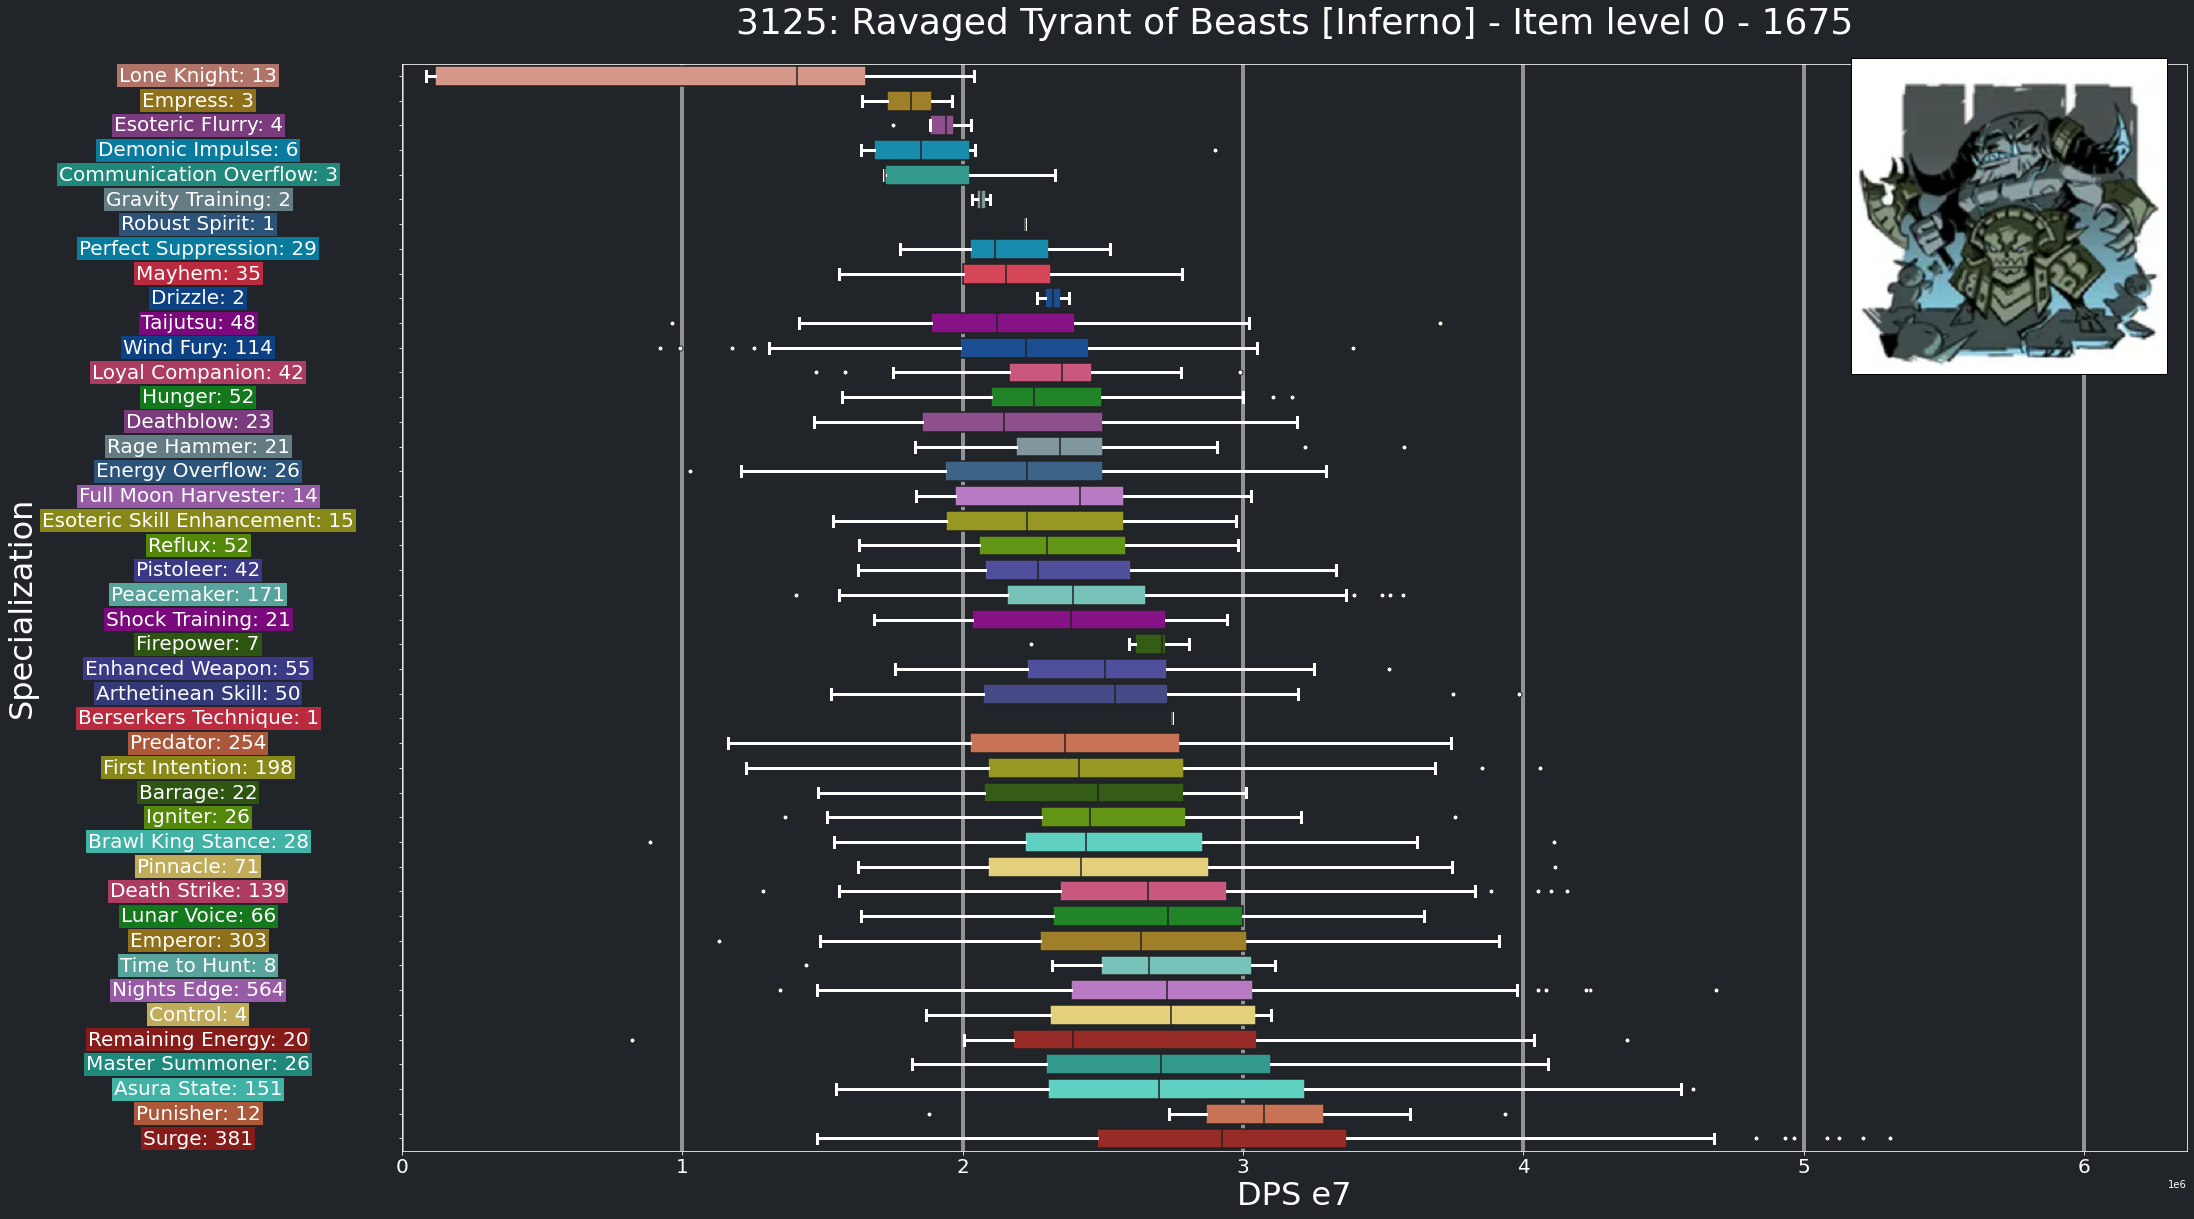 3125: Ravaged Tyrant of Beasts [Inferno] - Item level 0 - 1675
Specialization
Lone Knight: 13
Empress: 3
Esoteric Flurry: 4
Demonic Impulse: 6
Communication Overflow: 3
Gravity Training: 2
Robust Spirit: 1
Perfect Suppression: 29
Mayhem: 35
Drizzle: 2
Taijutsu: 48
Wind Fury: 114
Loyal Companion: 42
Hunger: 52
Deathblow: 23
Rage Hammer: 21
Energy Overflow: 26
Full Moon Harvester: 14
Esoteric Skill Enhancement: 15
Reflux: 52
Pistoleer: 42
Peacemaker: 171
Shock Training: 21
Firepower: 7
Enhanced Weapon: 55
Arthetinean Skill: 50
Berserkers Technique: 1
Predator: 254
First Intention: 198
Barrage: 22
Igniter: 26
Brawl King Stance: 28
Pinnacle: 71
Death Strike: 139
Lunar Voice: 66
Emperor: 303
Time to Hunt: 8
Nights Edge: 564
Control: 4
Remaining Energy: 20
Master Summoner: 26
Asura State: 151
Punisher: 12
Surge: 381
0 1 2 3 4 5 6
1e6
DPS e7